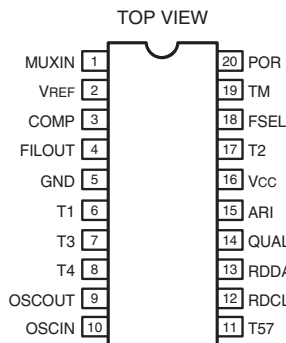 TOP VIEW
MUXIN 1 20 POR
VREF 2 19 TM
COMP 3 18 FSEL
FILOUT 4 17 T2
GND 5 16 VCC
T1 6 15 ARI
T3 7 14 QUAL
T4 8 13 RDDA
OSCOUT 9 12 RDCL
OSCIN 10 11 T57